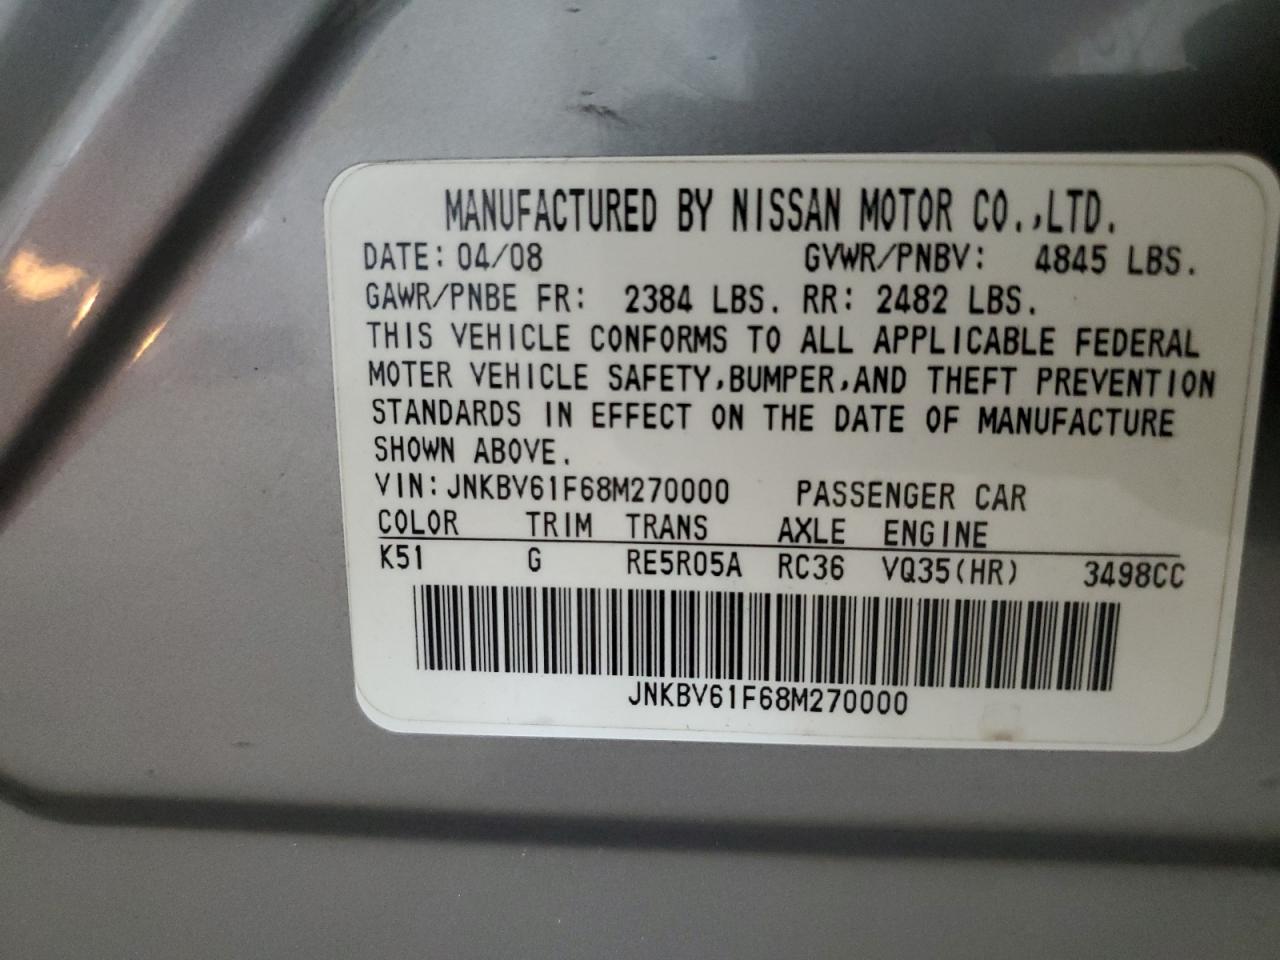 MANUFACTURED BY NISSAN MOTOR CO.,LTD.
DATE: 04/08 GVWR/PNBV: 4845 LBS.
GAWR/PNBE FR: 2384 LBS. RR: 2482 LBS.
THIS VEHICLE CONFORMS TO ALL APPLICABLE FEDERAL
MOTER VEHICLE SAFETY,BUMPER,AND THEFT PREVENTION
STANDARDS IN EFFECT ON THE DATE OF MANUFACTURE
SHOWN ABOVE.
VIN: JNKBV61F68M270000 PASSENGER CAR
COLOR TRIM TRANS AXLE ENGINE
K51 G RE5R05A RC36 VQ35(HR) 3498CC
JNKBV61F68M270000